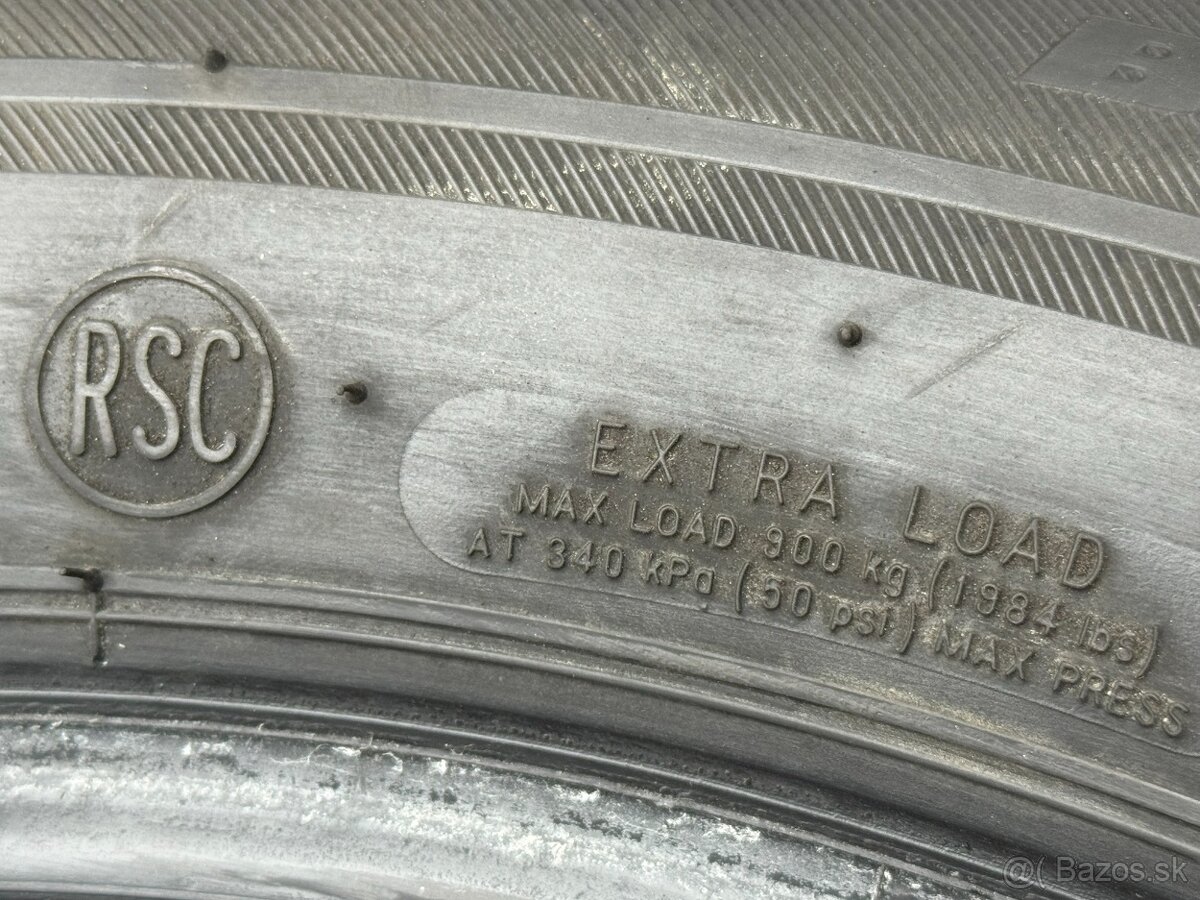 RSC
EXTRA LOAD
MAX LOAD 900 kg (1984 lbs)
AT 340 kPa (50 psi) MAX PRESS
@( Bazos.sk